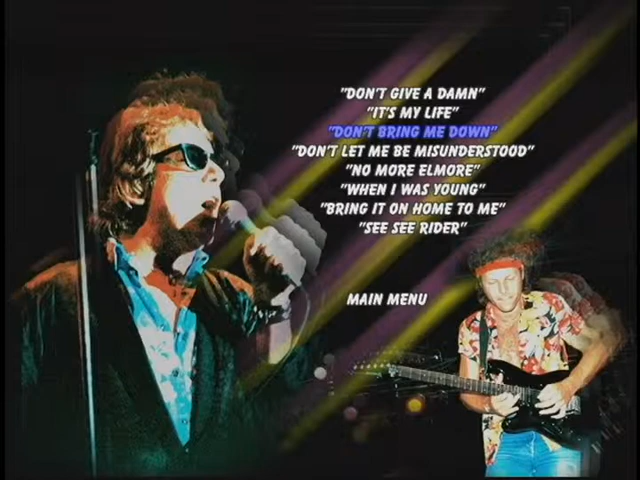 "DON'T GIVE A DAMN"
"IT'S MY LIFE"
"DON'T BRING ME DOWN"
"DON'T LET ME BE MISUNDERSTOOD"
"NO MORE ELMORE"
"WHEN I WAS YOUNG"
"BRING IT ON HOME TO ME"
"SEE SEE RIDER"
MAIN MENU